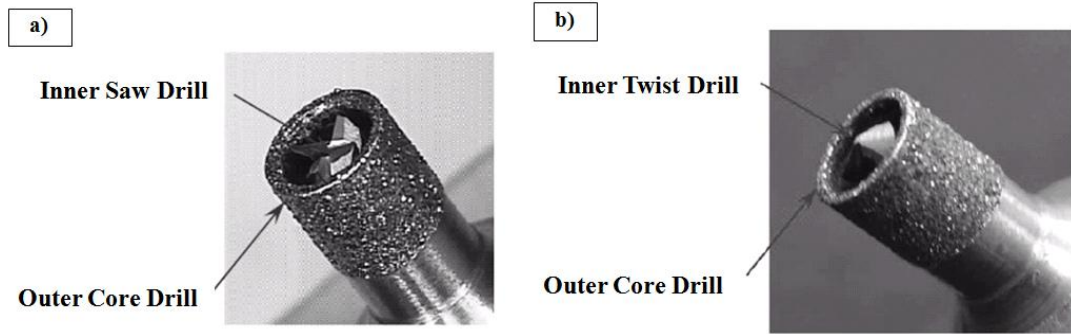 a)
Inner Saw Drill
Outer Core Drill
b)
Inner Twist Drill
Outer Core Drill